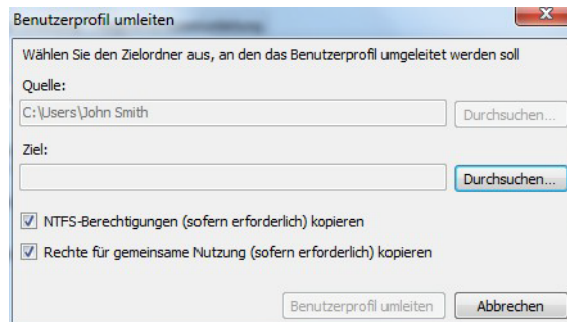 Benutzerprofil umleiten
Wählen Sie den Zielordner aus, an den das Benutzerprofil umgeleitet werden soll
Quelle:
C:\Users\John Smith
Durchsuchen...
Ziel:
Durchsuchen...
NTFS-Berechtigungen (sofern erforderlich) kopieren
Rechte für gemeinsame Nutzung (sofern erforderlich) kopieren
Benutzerprofil umleiten
Abbrechen